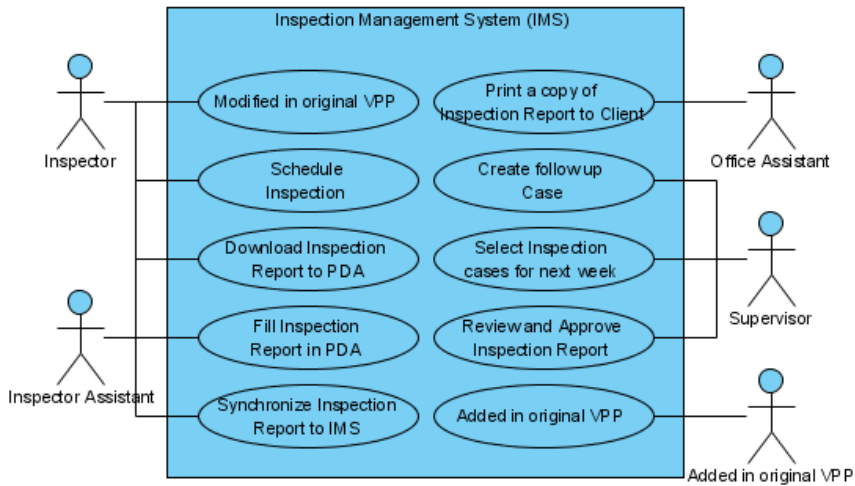 Inspection Management System (IMS)
Modified in original VPP
Print a copy of
Inspection Report to Client
Inspector
Office Assistant
Schedule
Inspection
Create followup
Case
Download Inspection
Report to PDA
Select Inspection
cases for next week
Supervisor
Fill Inspection
Report in PDA
Review and Approve
Inspection Report
Inspector Assistant
Synchronize Inspection
Report to IMS
Added in original VPP
Added in original VPP